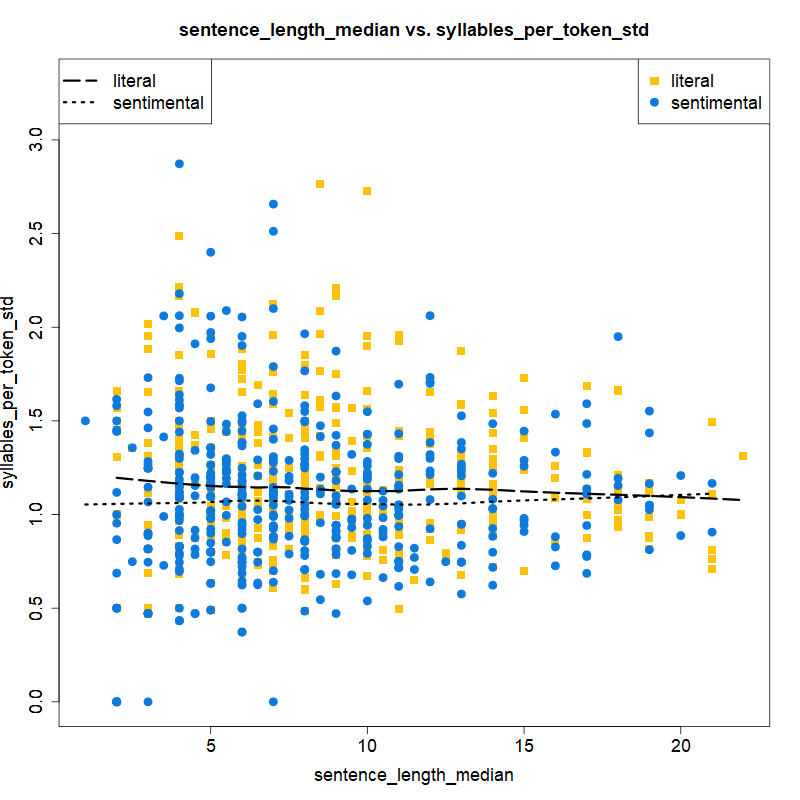 sentence_length_median vs. syllables_per_token_std
literal
sentimental
literal
sentimental
syllables_per_token_std
3.0
2.5
2.0
1.5
1.0
0.5
0.0
5 10 15 20
sentence_length_median